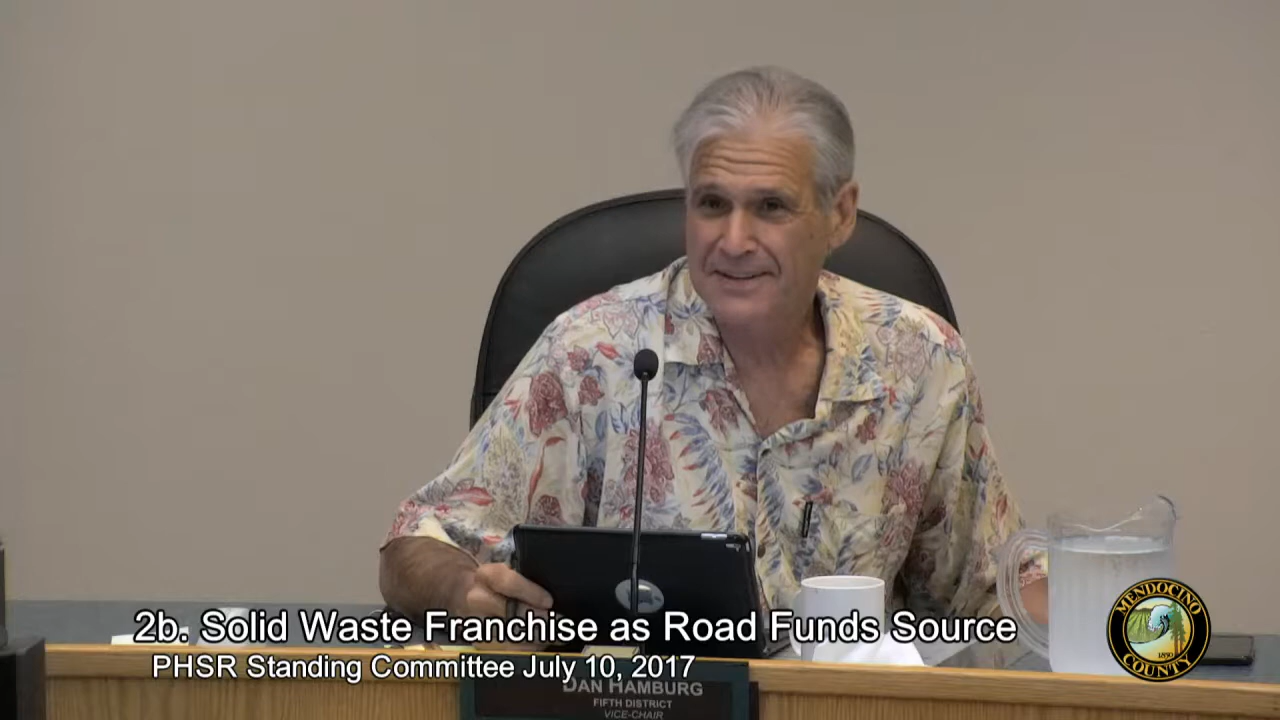 2b. Solid Waste Franchise as Road Funds Source
PHSR Standing Committee July 10, 2017
DAN HAMBURG
FIFTH DISTRICT
VICE-CHAIR
MENDOCINO
1850
COUNTY